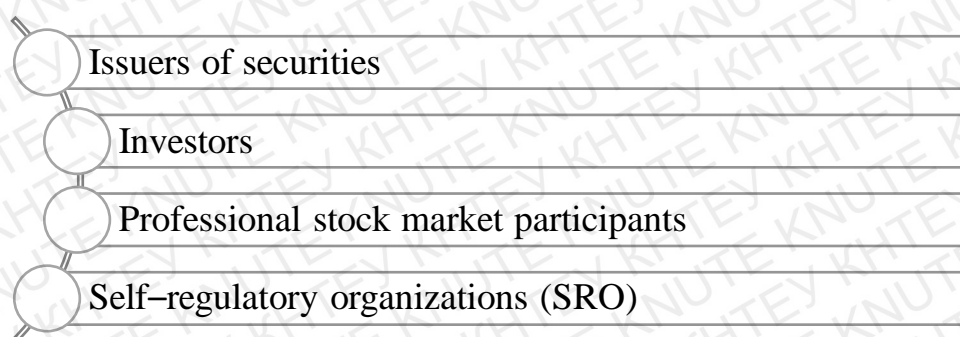 Issuers of securities
Investors
Professional stock market participants
Self-regulatory organizations (SRO)